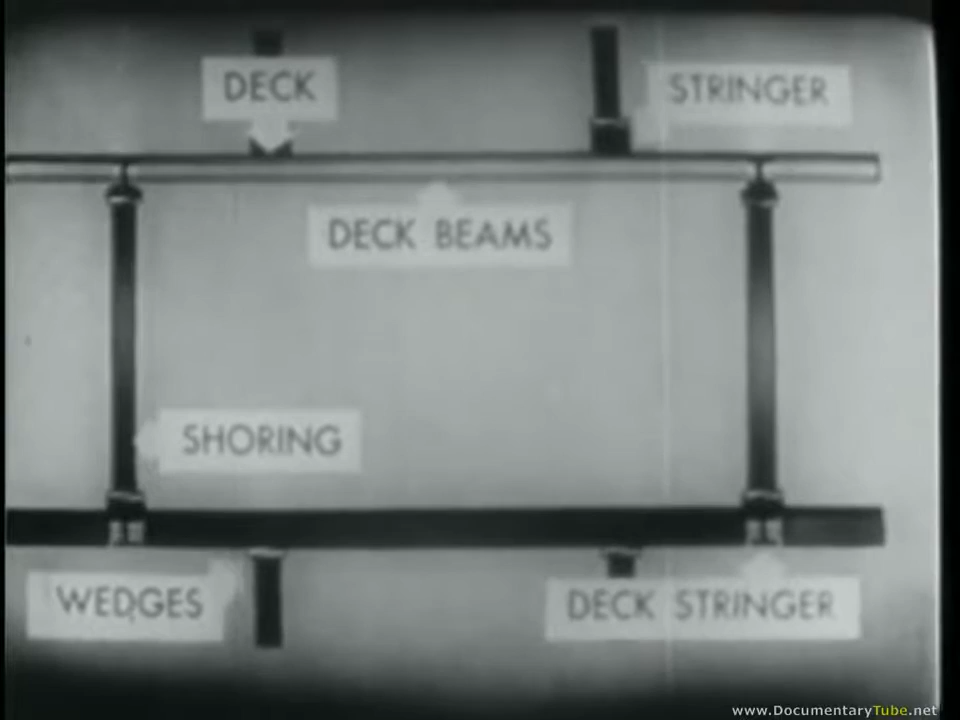 DECK
STRINGER
DECK BEAMS
SHORING
WEDGES
DECK STRINGER
www.DocumentaryTube.net